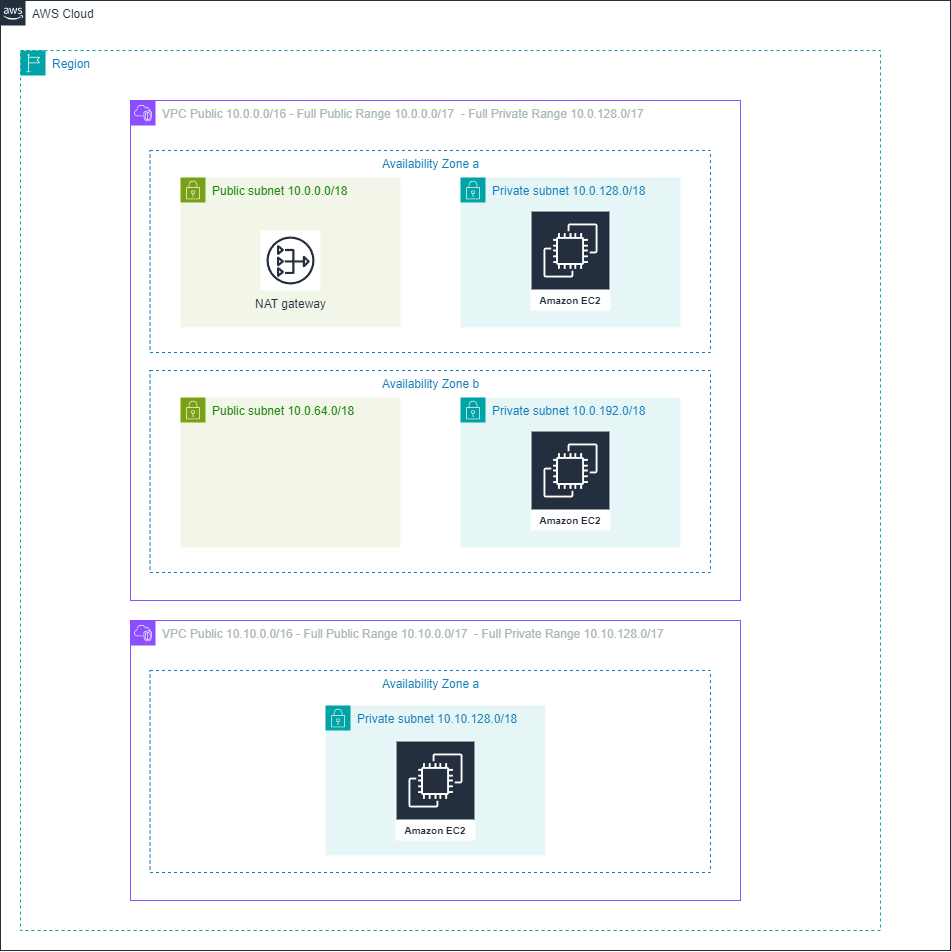 aws
AWS Cloud
Region
VPC Public 10.0.0.0/16 - Full Public Range 10.0.0.0/17  - Full Private Range 10.0.128.0/17
Availability Zone a
Public subnet 10.0.0.0/18
Private subnet 10.0.128.0/18
NAT gateway
Amazon EC2
Availability Zone b
Public subnet 10.0.64.0/18
Private subnet 10.0.192.0/18
Amazon EC2
VPC Public 10.10.0.0/16 - Full Public Range 10.10.0.0/17  - Full Private Range 10.10.128.0/17
Availability Zone a
Private subnet 10.10.128.0/18
Amazon EC2